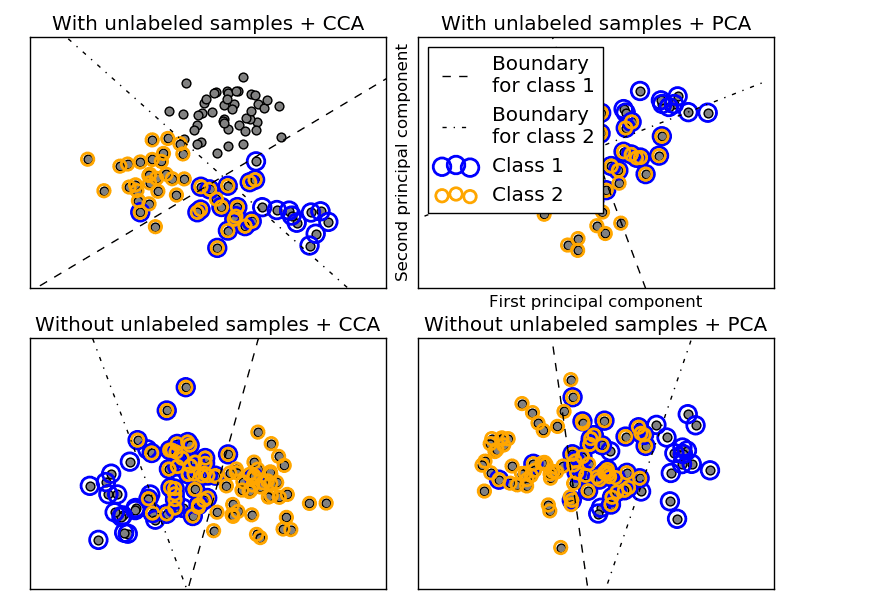 With unlabeled samples + CCA
With unlabeled samples + PCA
Second principal component
Boundary
for class 1
Boundary
for class 2
Class 1
Class 2
First principal component
Without unlabeled samples + CCA
Without unlabeled samples + PCA